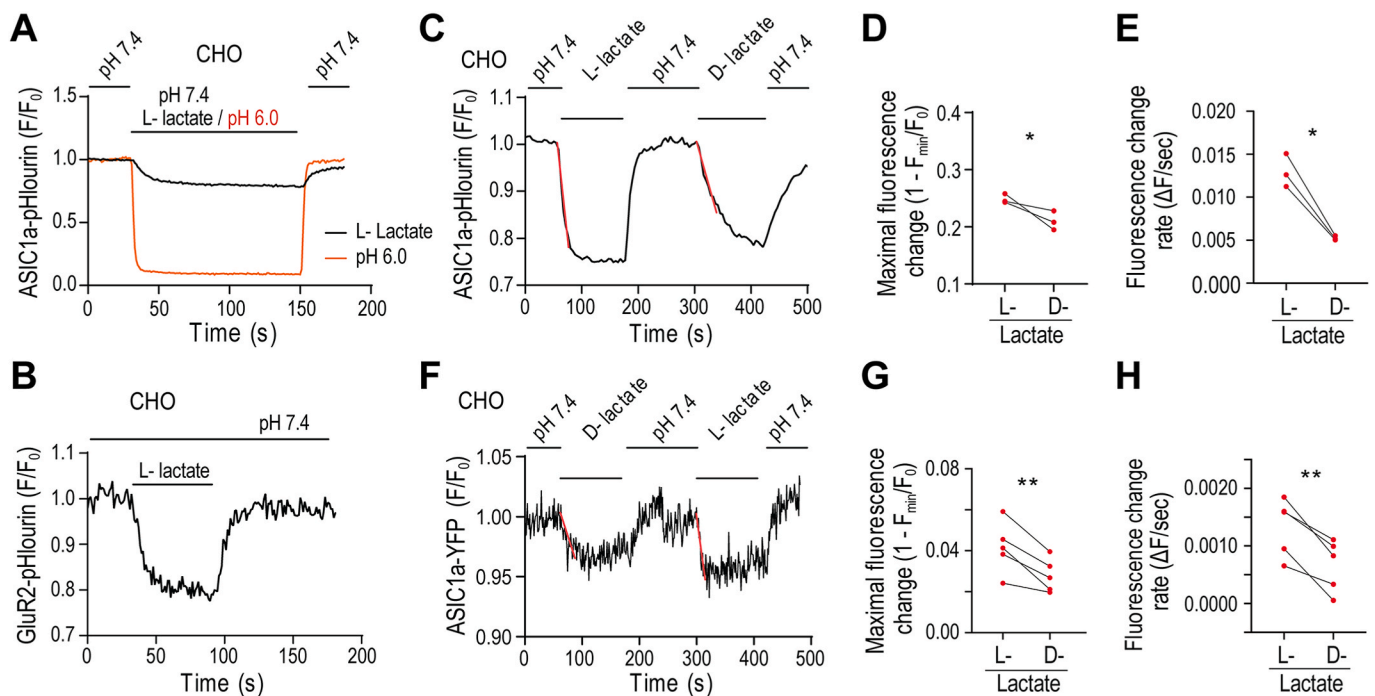 A
pH 7.4
CHO
pH 7.4
pH 7.4
L- lactate / pH 6.0
ASIC1a-pHlourin (F/F0)
1.5
1.0
0.5
0.0
L- Lactate
pH 6.0
0 50 100 150 200
Time (s)
B
CHO
pH 7.4
L- lactate
GluR2-pHlourin (F/F0)
1.1
1.0
0.9
0.8
0.7
0 50 100 150 200
Time (s)
C
CHO
pH 7.4
L- lactate
pH 7.4
D- lactate
pH 7.4
ASIC1a-pHlourin (F/F0)
1.1
1.0
0.9
0.8
0.7
0 100 200 300 400 500
Time (s)
D
Maximal fluorescence
change (1 - Fmin/F0)
0.4
0.3
0.2
0.1
*
L- D-
Lactate
E
Fluorescence change
rate (ΔF/sec)
0.020
0.015
0.010
0.005
0.000
*
L- D-
Lactate
F
CHO
pH 7.4
D- lactate
pH 7.4
L- lactate
pH 7.4
ASIC1a-YFP (F/F0)
1.05
1.00
0.95
0.90
0 100 200 300 400 500
Time (s)
G
Maximal fluorescence
change (1 - Fmin/F0)
0.08
0.04
0.00
**
L- D-
Lactate
H
Fluorescence change
rate (ΔF/sec)
0.0020
0.0010
0.0000
**
L- D-
Lactate